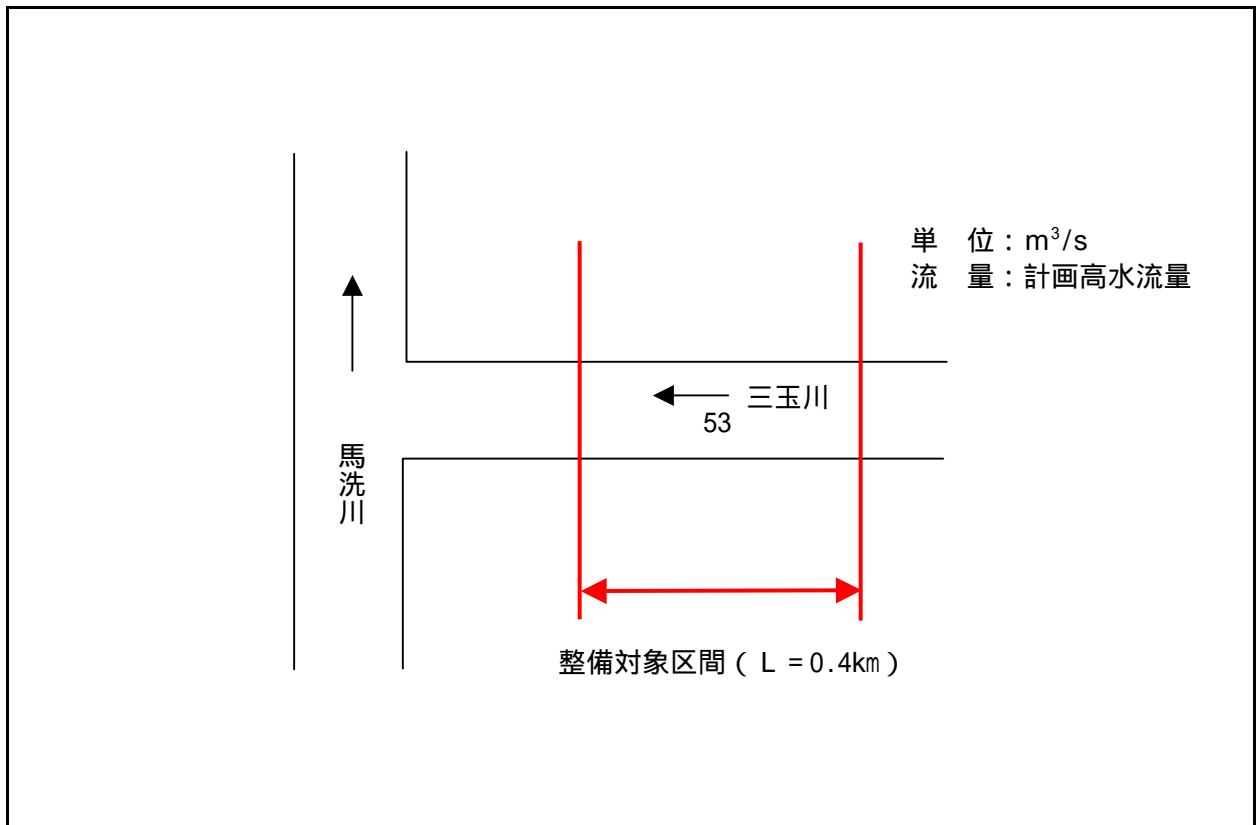 単　位：m³/s
流　量：計画高水流量
三玉川
53
馬洗川
整備対象区間（L=0.4km）